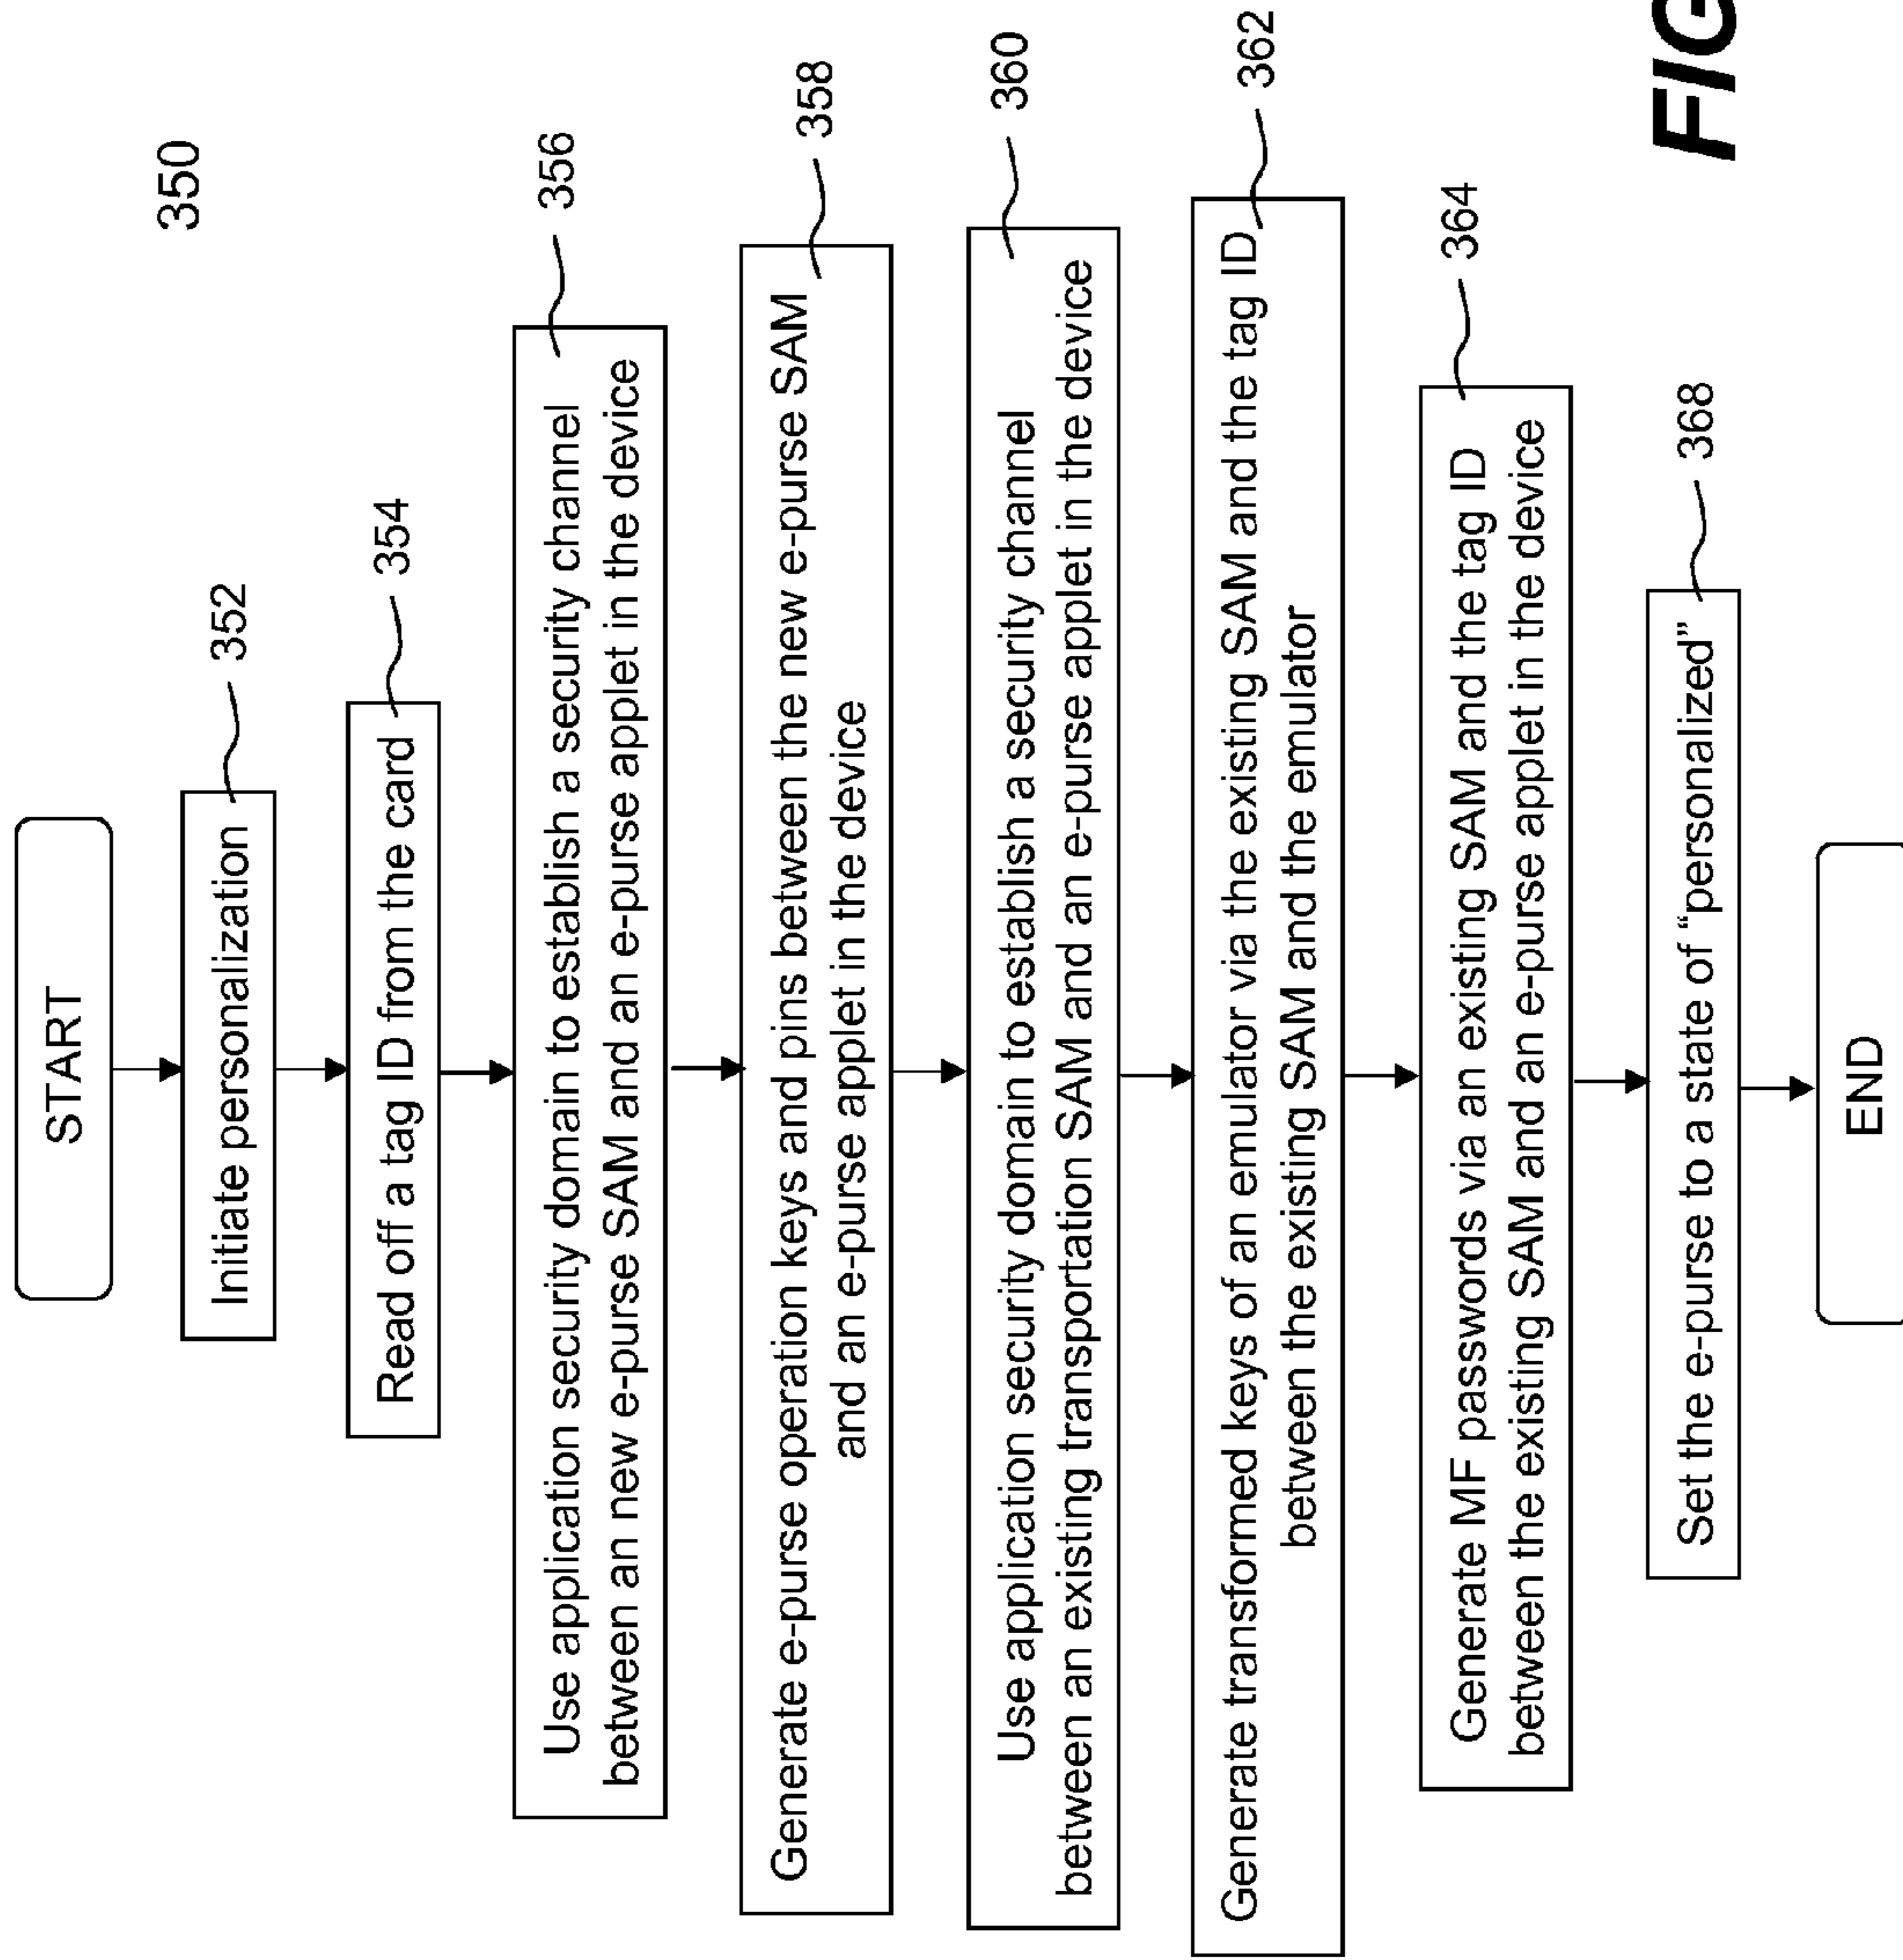 350
START
Initiate personalization
352
Read off a tag ID from the card
354
Use application security domain to establish a security channel
between an new e-purse SAM and an e-purse applet in the device
356
Generate e-purse operation keys and pins between the new e-purse SAM
and an e-purse applet in the device
358
Use application security domain to establish a security channel
between an existing transportation SAM and an e-purse applet in the device
360
Generate transformed keys of an emulator via the existing SAM and the tag ID
between the existing SAM and the emulator
362
Generate MF passwords via an existing SAM and the tag ID
between the existing SAM and an e-purse applet in the device
364
Set the e-purse to a state of “personalized”
368
END
FIG